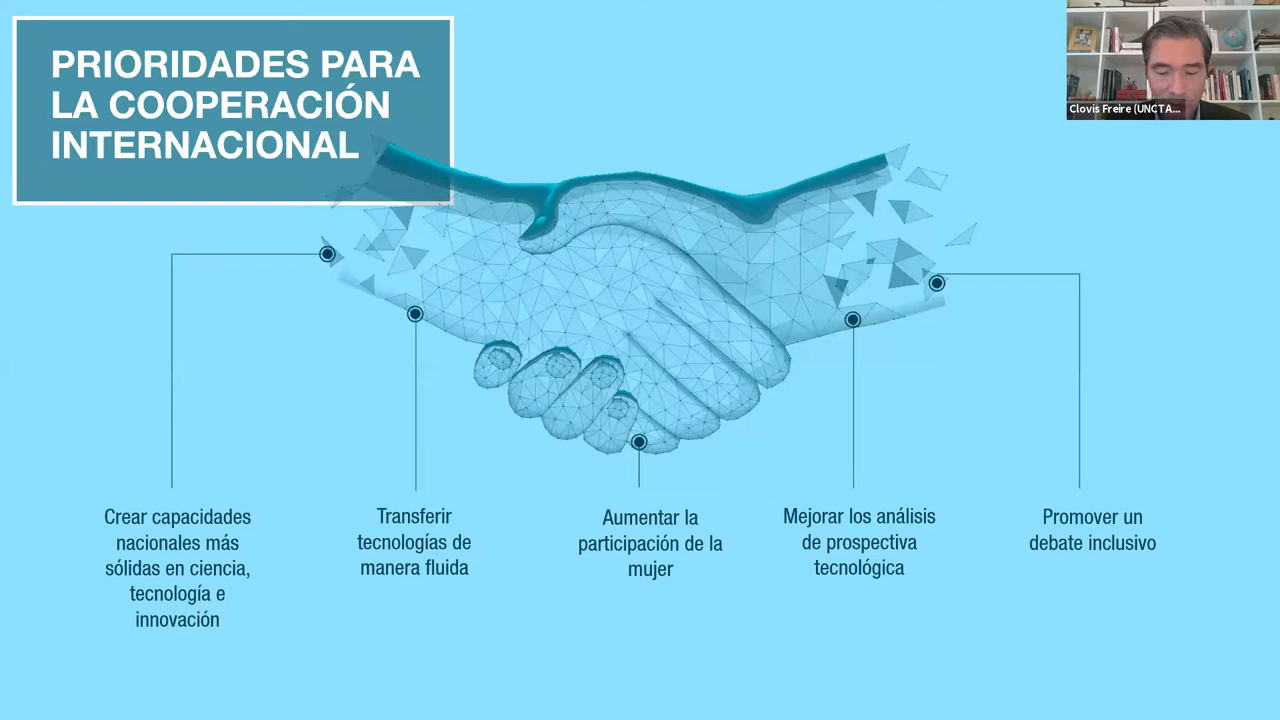 PRIORIDADES PARA
LA COOPERACIÓN
INTERNACIONAL
Clovis Freire (UNCTA...
Crear capacidades
nacionales más
sólidas en ciencia,
tecnología e
innovación
Transferir
tecnologías de
manera fluida
Aumentar la
participación de la
mujer
Mejorar los análisis
de prospectiva
tecnológica
Promover un
debate inclusivo